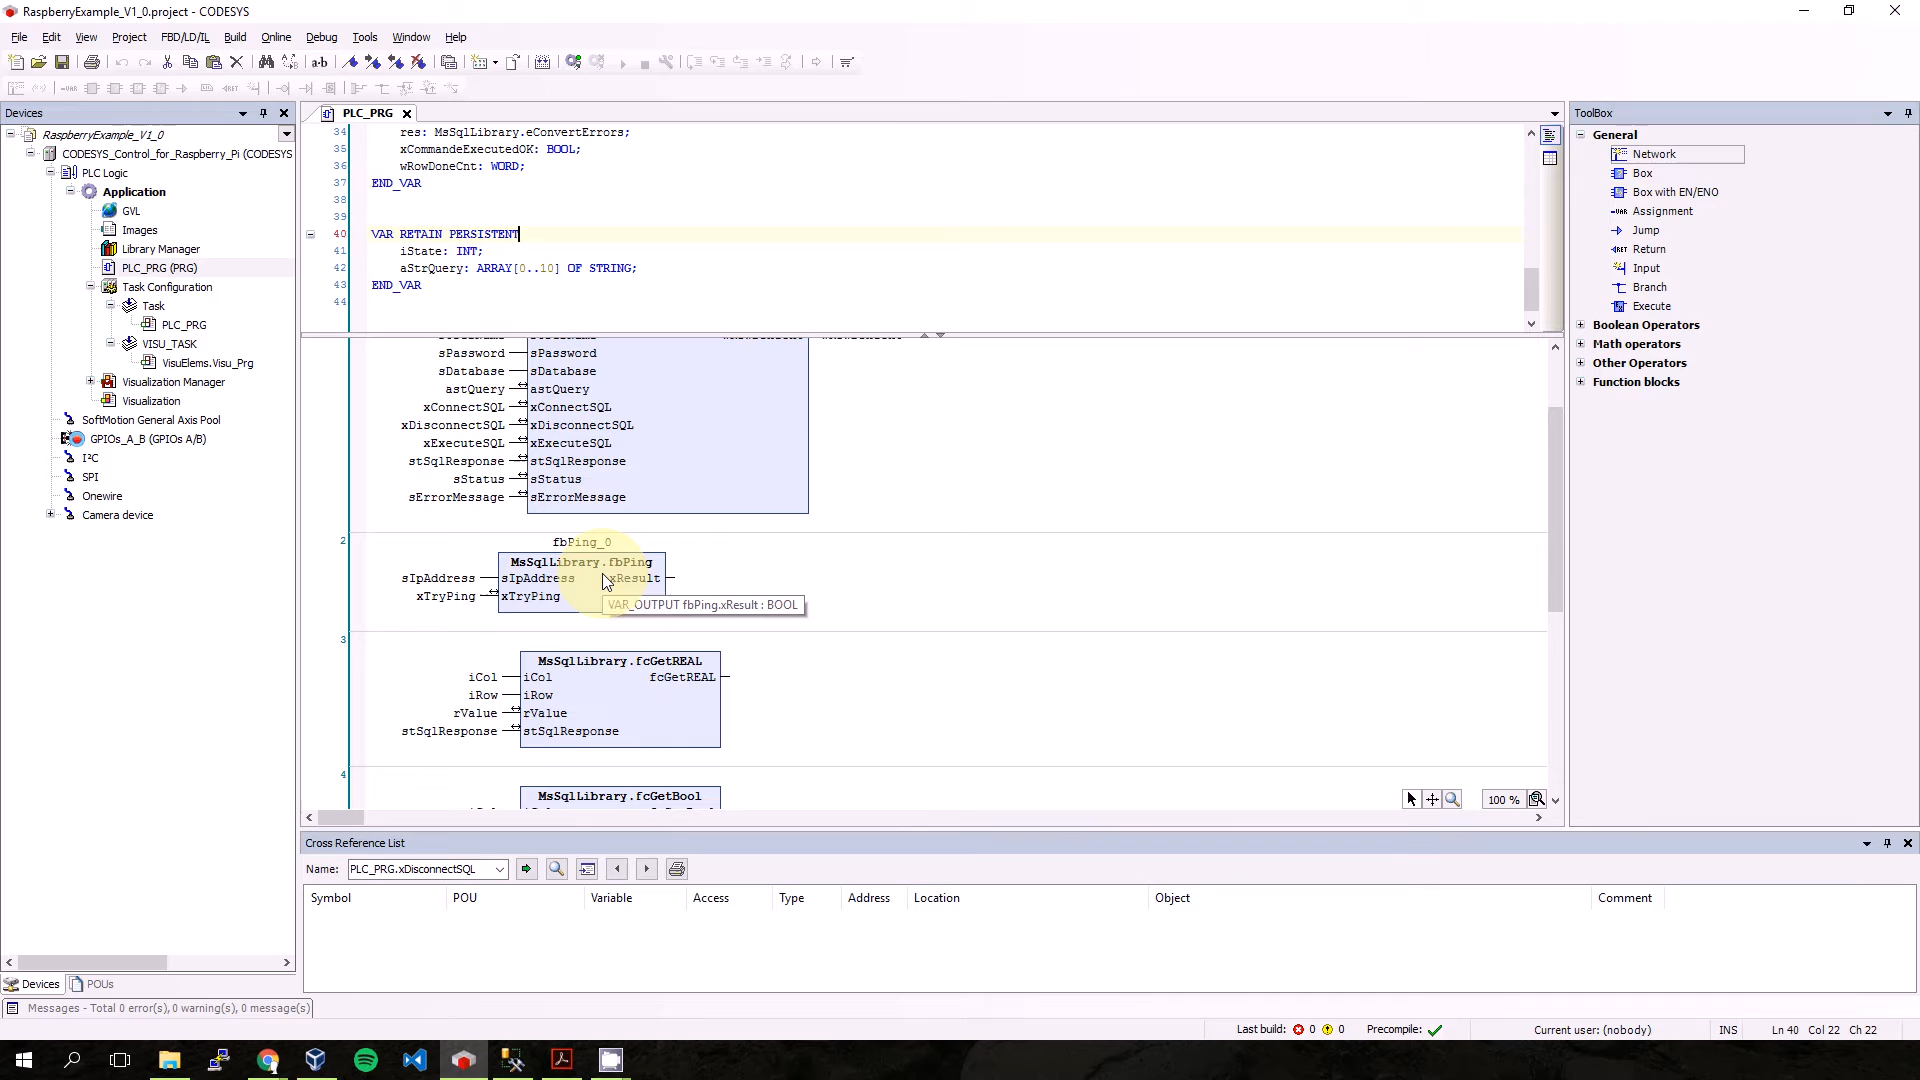 RaspberryExample_V1_0.project - CODESYS
File Edit View Project FBD/LD/IL Build Online Debug Tools Window Help
Devices
RaspberryExample_V1_0
CODESYS_Control_for_Raspberry_Pi (CODESYS
PLC Logic
Application
GVL
Images
Library Manager
PLC_PRG (PRG)
Task Configuration
Task
PLC_PRG
VISU_TASK
VisuElems.Visu_Prg
Visualization Manager
Visualization
SoftMotion General Axis Pool
GPIOs_A_B (GPIOs A/B)
I²C
SPI
Onewire
Camera device
Devices POUs
Messages - Total 0 error(s), 0 warning(s), 0 message(s)
PLC_PRG
34 res: MsSqlLibrary.eConvertErrors;
35 xCommandeExecutedOK: BOOL;
36 wRowDoneCnt: WORD;
37 END_VAR
38
39
40 VAR RETAIN PERSISTENT
41 iState: INT;
42 aStrQuery: ARRAY[0..10] OF STRING;
43 END_VAR
44
sPassword sPassword
sDatabase sDatabase
astQuery astQuery
xConnectSQL xConnectSQL
xDisconnectSQL xDisconnectSQL
xExecuteSQL xExecuteSQL
stSqlResponse stSqlResponse
sStatus sStatus
sErrorMessage sErrorMessage
2
fbPing_0
MsSqlLibrary.fbPing
sIpAddress sIpAddress xResult
xTryPing xTryPing
VAR_OUTPUT fbPing.xResult : BOOL
3
MsSqlLibrary.fcGetREAL
iCol iCol fcGetREAL
iRow iRow
rValue rValue
stSqlResponse stSqlResponse
4
MsSqlLibrary.fcGetBool
100 %
ToolBox
General
Network
Box
Box with EN/ENO
-VAR Assignment
Jump
RET Return
Input
Branch
Execute
Boolean Operators
Math operators
Other Operators
Function blocks
Cross Reference List
Name: PLC_PRG.xDisconnectSQL
Symbol POU Variable Access Type Address Location Object Comment
Last build: 0 0 Precompile: Current user: (nobody) INS Ln 40 Col 22 Ch 22